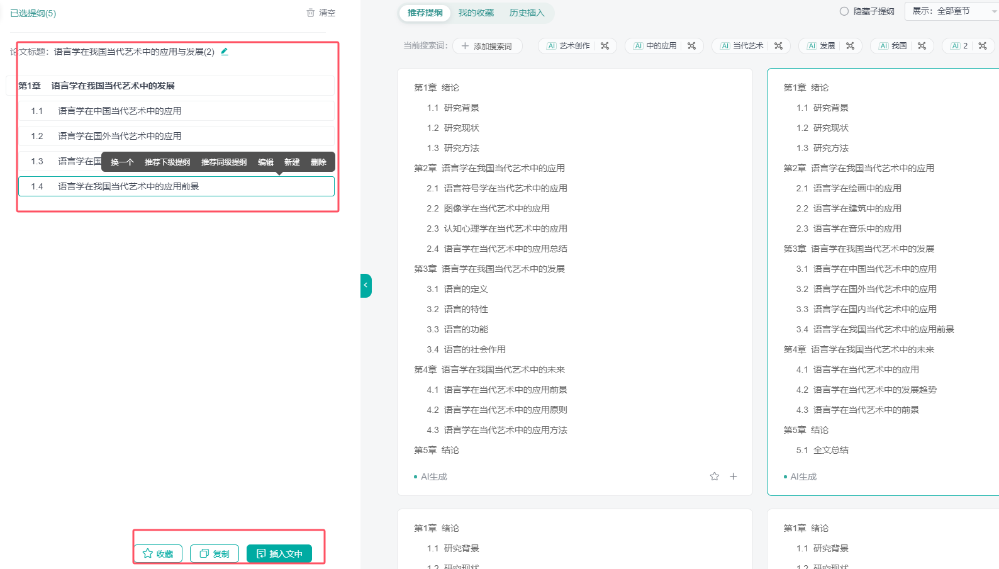 已选提纲(5)
清空
论文标题：语言学在我国当代艺术中的应用与发展(2)
第1章 语言学在我国当代艺术中的发展
1.1 语言学在中国当代艺术中的应用
1.2 语言学在国外当代艺术中的应用
1.3 语言学在国
换一个 推荐下级提纲 推荐同级提纲 编辑 新建 删除
1.4 语言学在我国当代艺术中的应用前景
收藏 复制 插入文中
推荐提纲 我的收藏 历史插入
隐藏子提纲
展示：全部章节
当前搜索词：
添加搜索词
AI 艺术创作
AI 中的应用
AI 当代艺术
AI 发展
AI 我国
AI 2
第1章 绪论
1.1 研究背景
1.2 研究现状
1.3 研究方法
第2章 语言学在我国当代艺术中的应用
2.1 语言符号学在当代艺术中的应用
2.2 图像学在当代艺术中的应用
2.3 认知心理学在当代艺术中的应用
2.4 语言学在当代艺术中的应用总结
第3章 语言学在我国当代艺术中的发展
3.1 语言的定义
3.2 语言的特性
3.3 语言的功能
3.4 语言的社会作用
第4章 语言学在我国当代艺术中的未来
4.1 语言学在当代艺术中的应用前景
4.2 语言学在当代艺术中的应用原则
4.3 语言学在当代艺术中的应用方法
第5章 结论
AI生成
第1章 绪论
1.1 研究背景
1.2 研究现状
1.3 研究方法
第2章 语言学在我国当代艺术中的应用
2.1 语言学在绘画中的应用
2.2 语言学在建筑中的应用
2.3 语言学在音乐中的应用
第3章 语言学在我国当代艺术中的发展
3.1 语言学在中国当代艺术中的应用
3.2 语言学在国外当代艺术中的应用
3.3 语言学在国内当代艺术中的应用
3.4 语言学在我国当代艺术中的应用前景
第4章 语言学在我国当代艺术中的未来
4.1 语言学在当代艺术中的应用
4.2 语言学在当代艺术中的发展趋势
4.3 语言学在当代艺术中的前景
第5章 结论
5.1 全文总结
AI生成
第1章 绪论
1.1 研究背景
1.2 研究现状
第1章 绪论
1.1 研究背景
1.2 研究现状